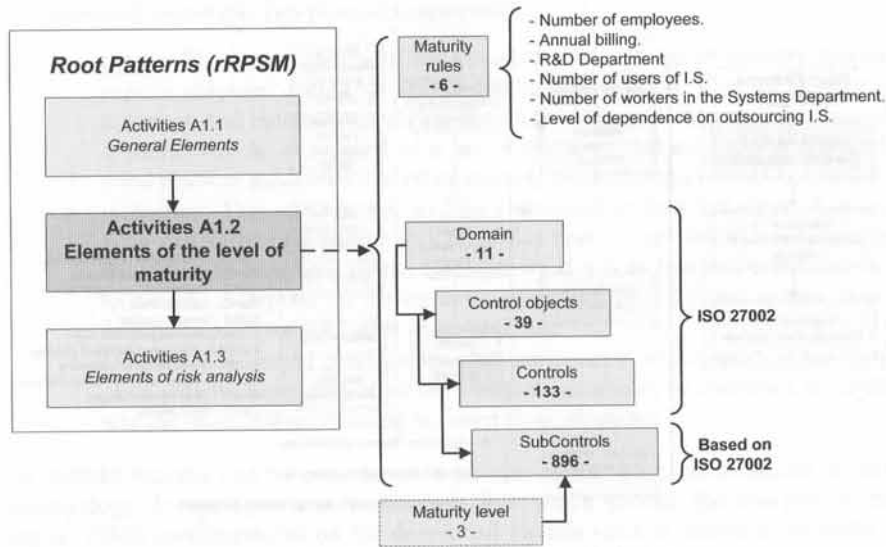 Root Patterns (rRPSM)
Activities A1.1
General Elements
Activities A1.2
Elements of the level of
maturity
Activities A1.3
Elements of risk analysis
Maturity
rules
- 6 -
- Number of employees.
- Annual billing.
- R&D Department
- Number of users of I.S.
- Number of workers in the Systems Department.
- Level of dependence on outsourcing I.S.
Domain
- 11 -
Control objects
- 39 -
Controls
- 133 -
ISO 27002
SubControls
- 896 -
Based on
ISO 27002
Maturity level
- 3 -